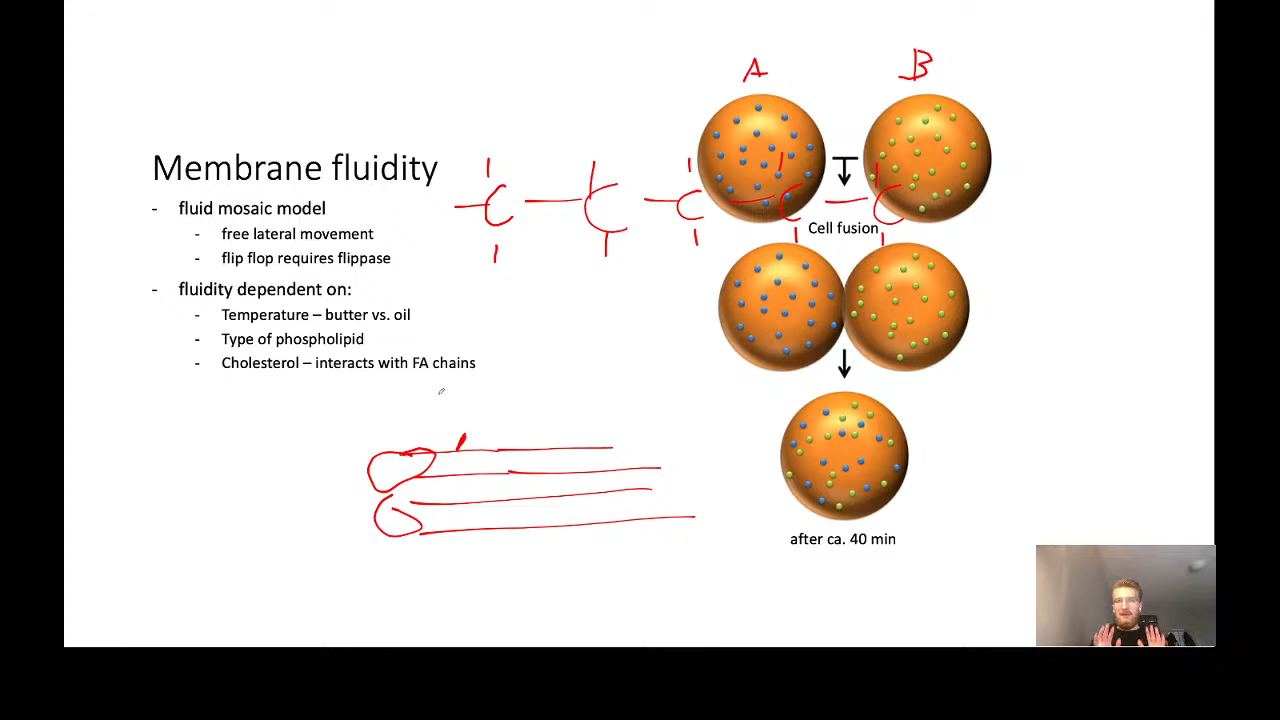 A B
Membrane fluidity
- fluid mosaic model
- free lateral movement
- flip flop requires flippase
- fluidity dependent on:
- Temperature – butter vs. oil
- Type of phospholipid
- Cholesterol – interacts with FA chains
C C C C C
Cell fusion
after ca. 40 min